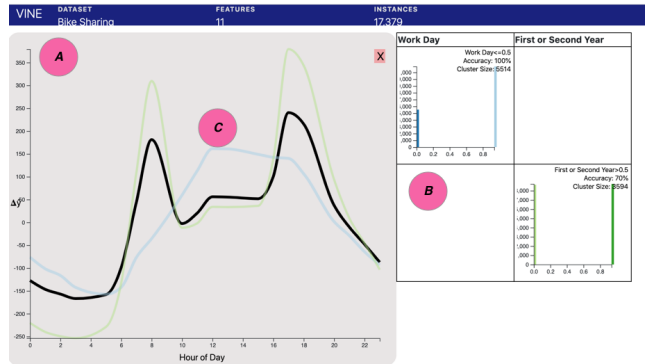 VINE
DATASET
FEATURES
INSTANCES
Bike Sharing
11
17,379
A
X
350
300
250
200
150
100
50
0
-50
-100
-150
-200
-250
Δy
C
0
2
4
6
8
10
12
14
16
18
20
22
Hour of Day
Work Day
First or Second Year
Work Day<=0.5
Accuracy: 100%
Cluster Size: 5514
0.0 0.2 0.4 0.6 0.8
B
First or Second Year>0.5
Accuracy: 70%
Cluster Size: 8594
0.0 0.2 0.4 0.6 0.8